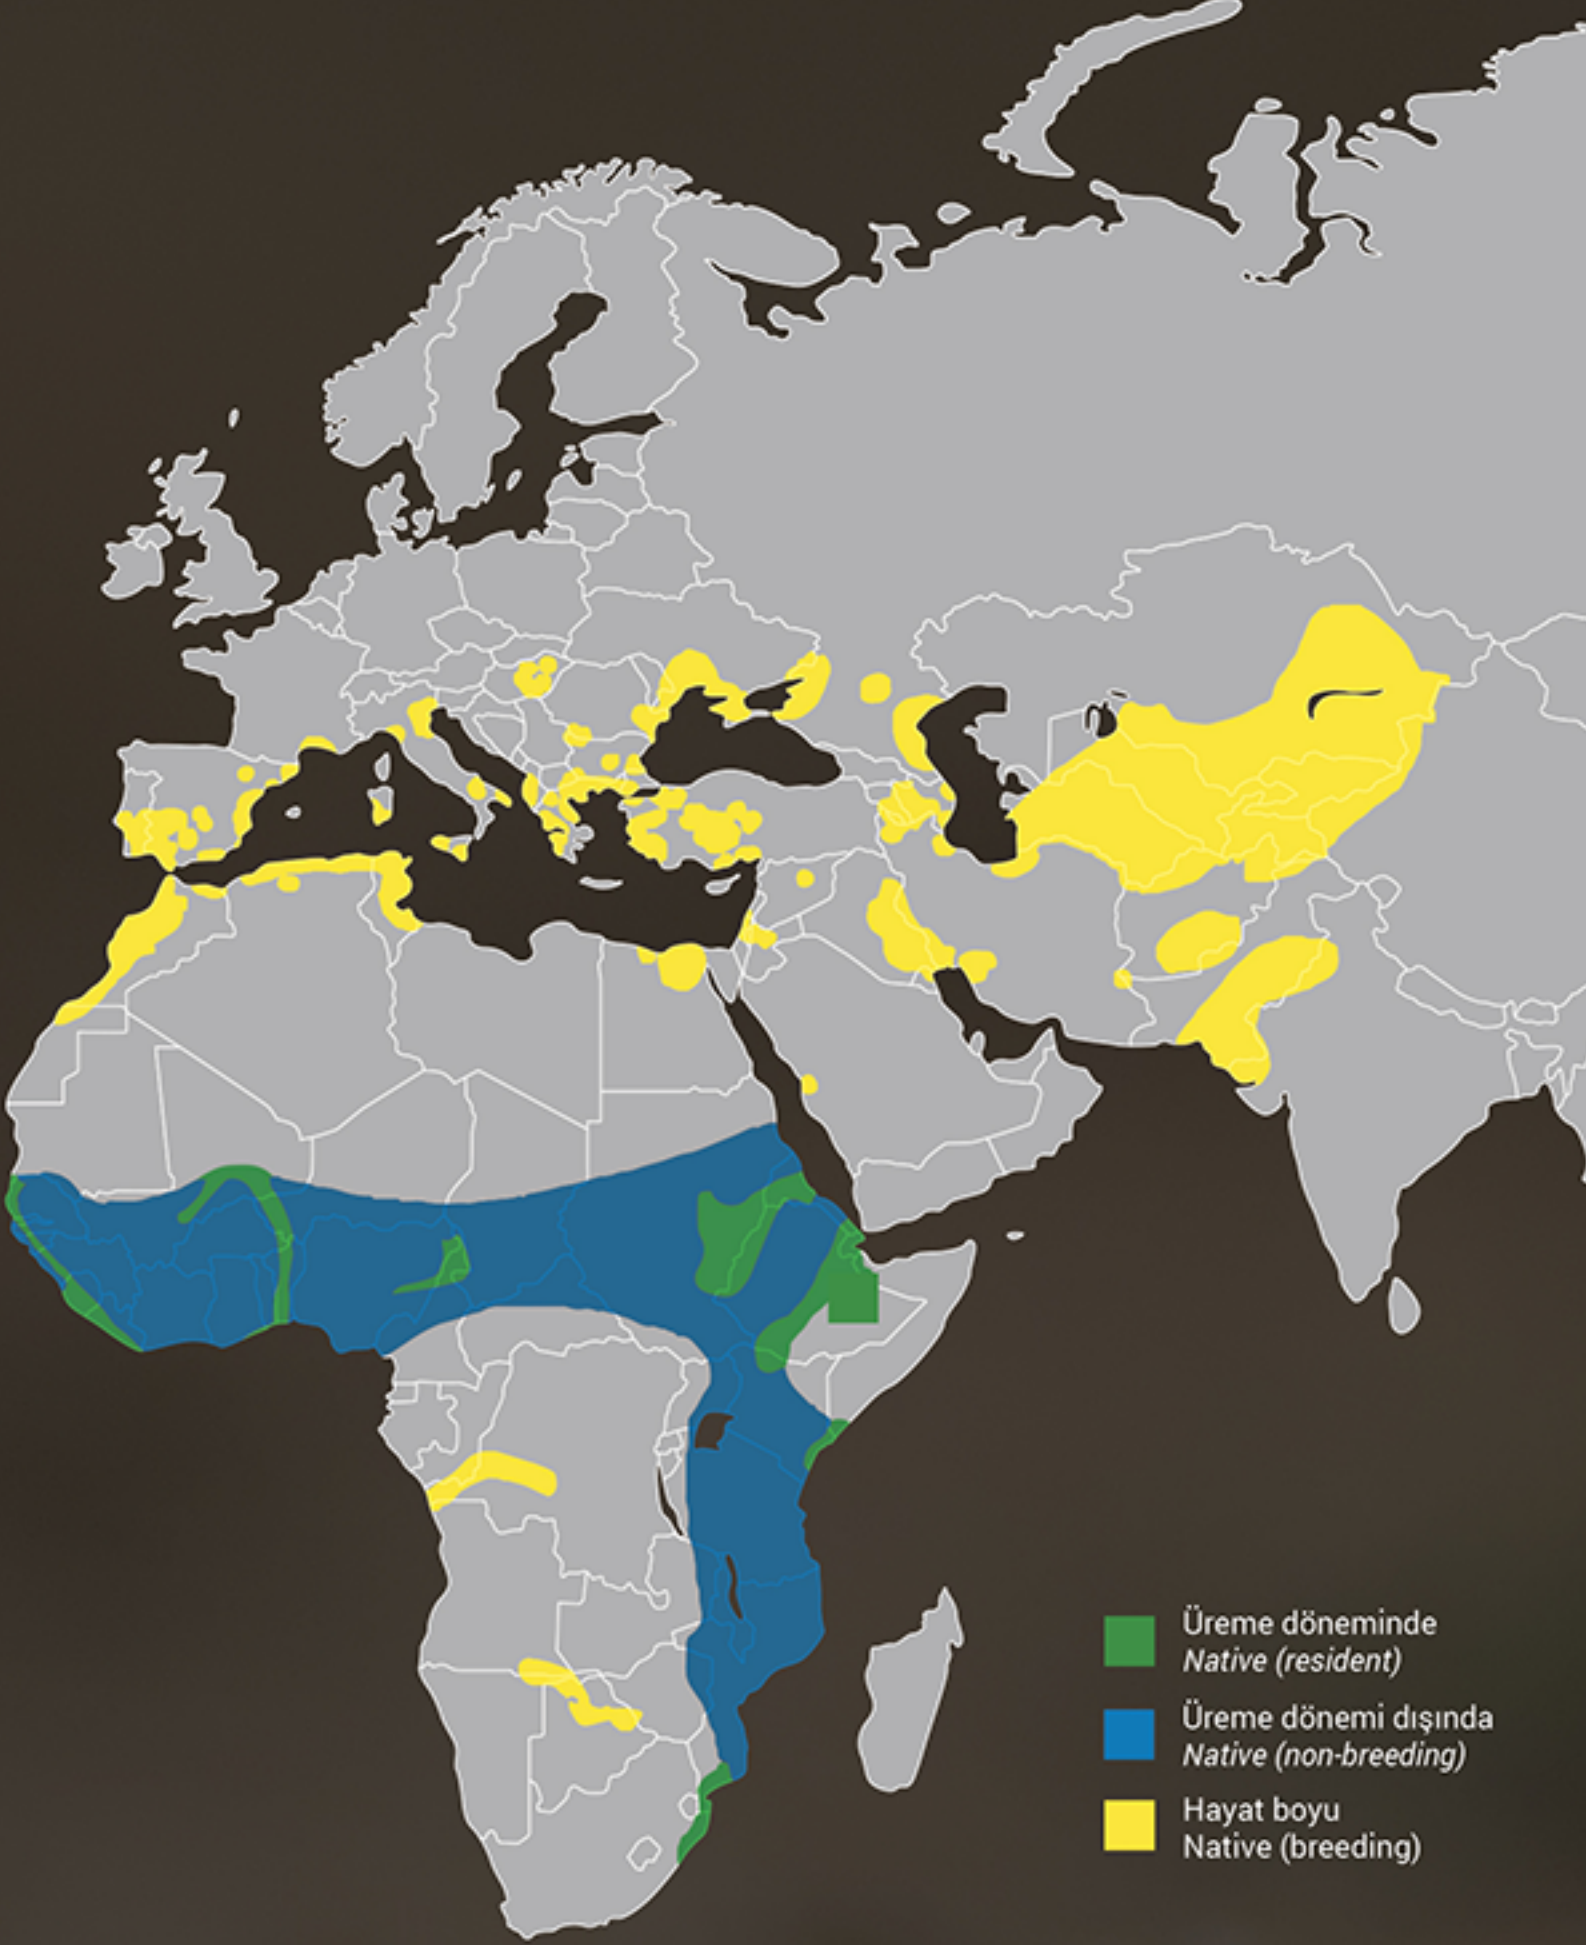 Üreme döneminde
Native (resident)
Üreme dönemi dışında
Native (non-breeding)
Hayat boyu
Native (breeding)